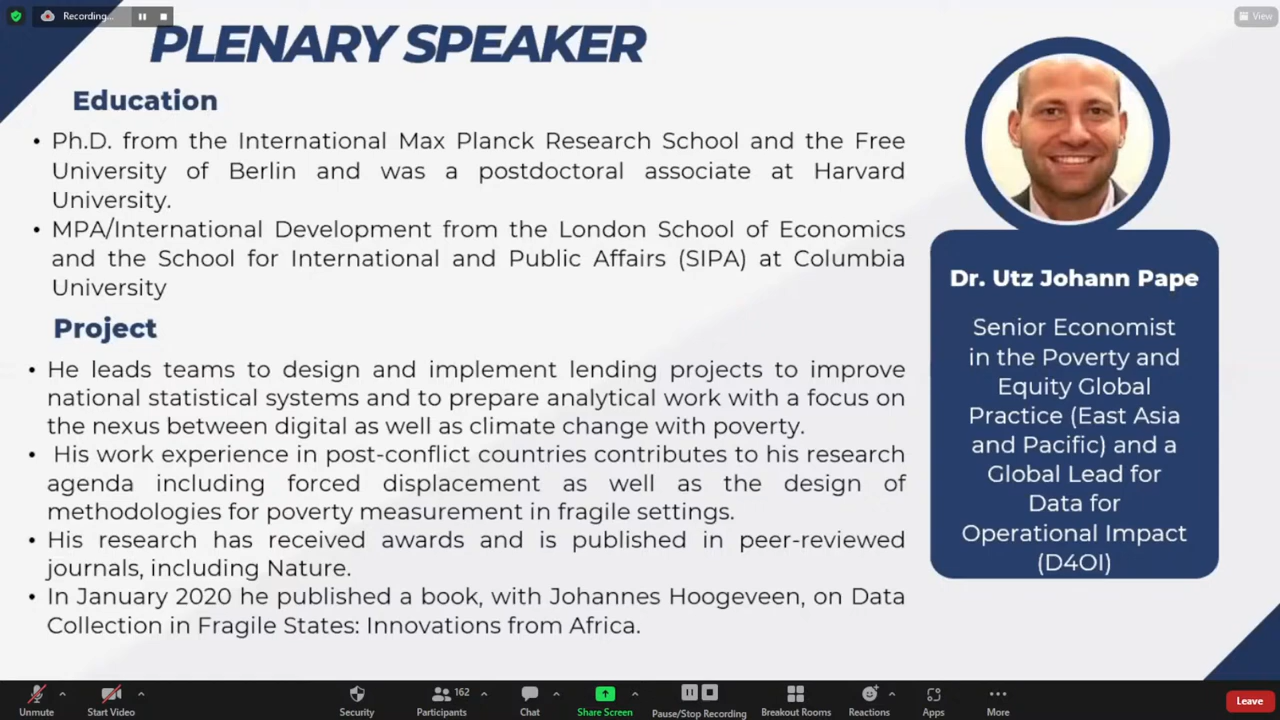 Recording...
View
PLENARY SPEAKER
Education
• Ph.D. from the International Max Planck Research School and the Free
University of Berlin and was a postdoctoral associate at Harvard
University.
• MPA/International Development from the London School of Economics
and the School for International and Public Affairs (SIPA) at Columbia
University
Project
• He leads teams to design and implement lending projects to improve
national statistical systems and to prepare analytical work with a focus on
the nexus between digital as well as climate change with poverty.
• His work experience in post-conflict countries contributes to his research
agenda including forced displacement as well as the design of
methodologies for poverty measurement in fragile settings.
• His research has received awards and is published in peer-reviewed
journals, including Nature.
• In January 2020 he published a book, with Johannes Hoogeveen, on Data
Collection in Fragile States: Innovations from Africa.
Dr. Utz Johann Pape
Senior Economist
in the Poverty and
Equity Global
Practice (East Asia
and Pacific) and a
Global Lead for
Data for
Operational Impact
(D4OI)
Unmute
Start Video
Security
162
Participants
Chat
Share Screen
Pause/Stop Recording
Breakout Rooms
Reactions
Apps
More
Leave